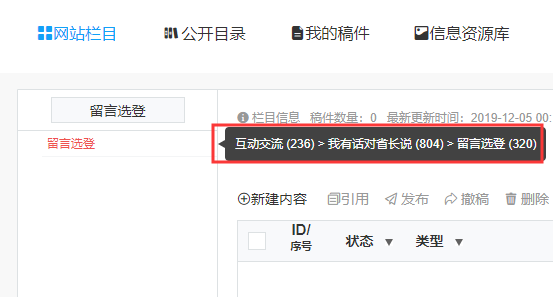 网站栏目 公开目录 我的稿件 信息资源库
留言选登
留言选登
栏目信息 稿件数量：0 最新更新时间：2019-12-05 00:
互动交流 (236) > 我有话对省长说 (804) > 留言选登 (320)
新建内容 引用 发布 撤稿 删除
ID/
序号 状态 类型